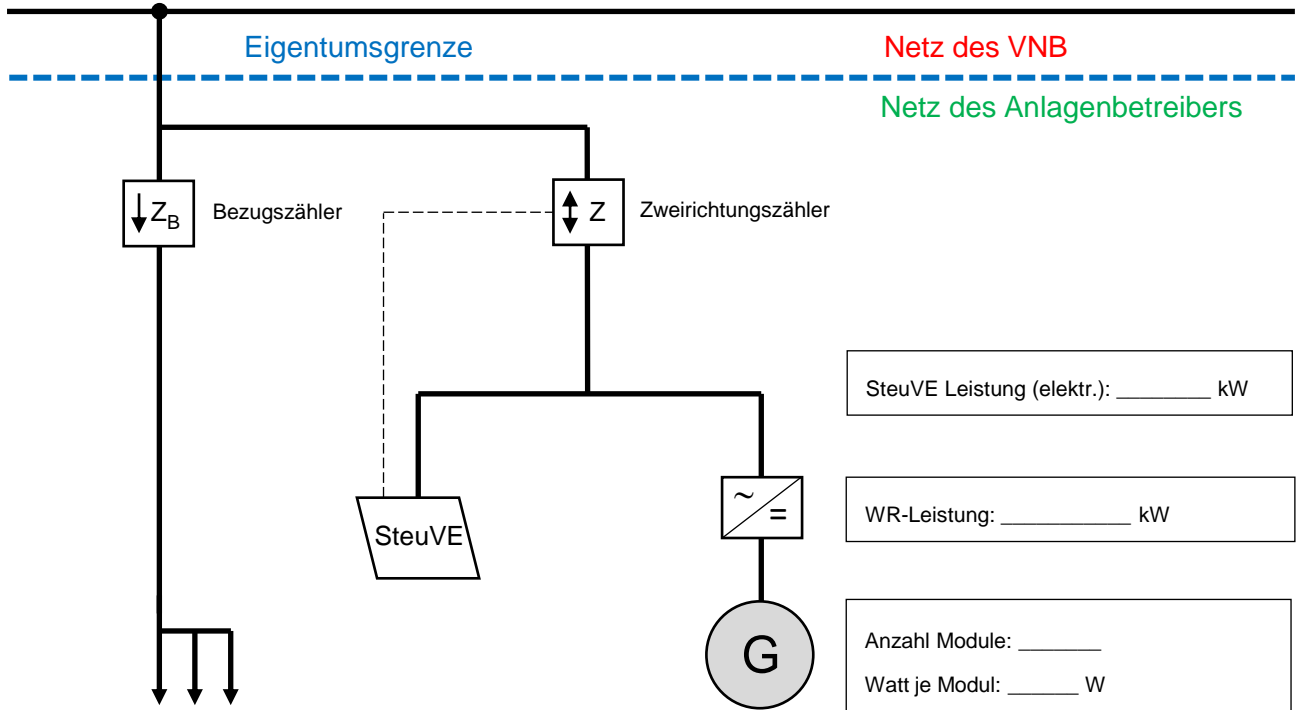 Eigentumsgrenze
Netz des VNB
Netz des Anlagenbetreibers
Z_B
Bezugszähler
Z
Zweirichtungszähler
SteuVE Leistung (elektr.): ________ kW
SteuVE
~
=
WR-Leistung: ___________ kW
G
Anzahl Module: _______
Watt je Modul: ______ W